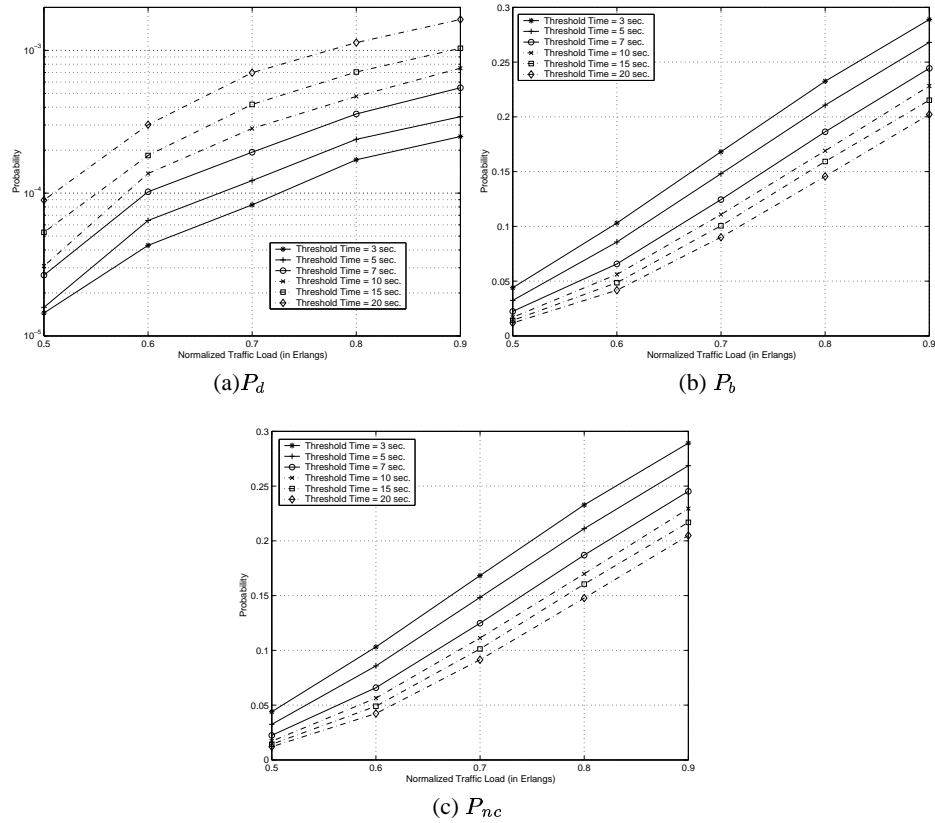 10^-3
10^-4
10^-5
Probability
0.5 0.6 0.7 0.8 0.9
Normalized Traffic Load (in Erlangs)
Threshold Time = 3 sec.
Threshold Time = 5 sec.
Threshold Time = 7 sec.
Threshold Time = 10 sec.
Threshold Time = 15 sec.
Threshold Time = 20 sec.
(a)P_d
0.3
0.25
0.2
0.15
0.1
0.05
0
Probability
0.5 0.6 0.7 0.8 0.9
Normalized Traffic Load (in Erlangs)
Threshold Time = 3 sec.
Threshold Time = 5 sec.
Threshold Time = 7 sec.
Threshold Time = 10 sec.
Threshold Time = 15 sec.
Threshold Time = 20 sec.
(b) P_b
0.3
0.25
0.2
0.15
0.1
0.05
0
Probability
0.5 0.6 0.7 0.8 0.9
Normalized Traffic Load (in Erlangs)
Threshold Time = 3 sec.
Threshold Time = 5 sec.
Threshold Time = 7 sec.
Threshold Time = 10 sec.
Threshold Time = 15 sec.
Threshold Time = 20 sec.
(c) P_nc